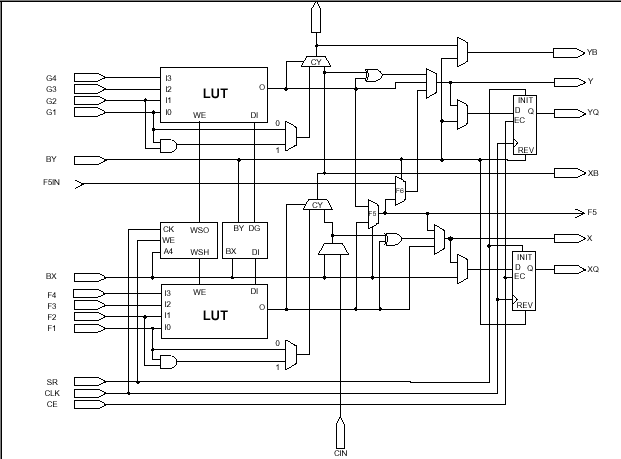 YB
CY
G4 I3
G3 I2 LUT O Y
G2 I1
G1 I0 WE DI
INIT
D Q YQ
EC
REV
0
1
BY
XB
F5IN
F6
CY F5 F5
CK WSO BY DG
WE X
A4 WSH BX DI
INIT
D Q XQ
EC
REV
BX
WE DI
F4 I3
F3 I2 LUT O
F2 I1
F1 I0
0
1
SR
CLK
CE
CIN